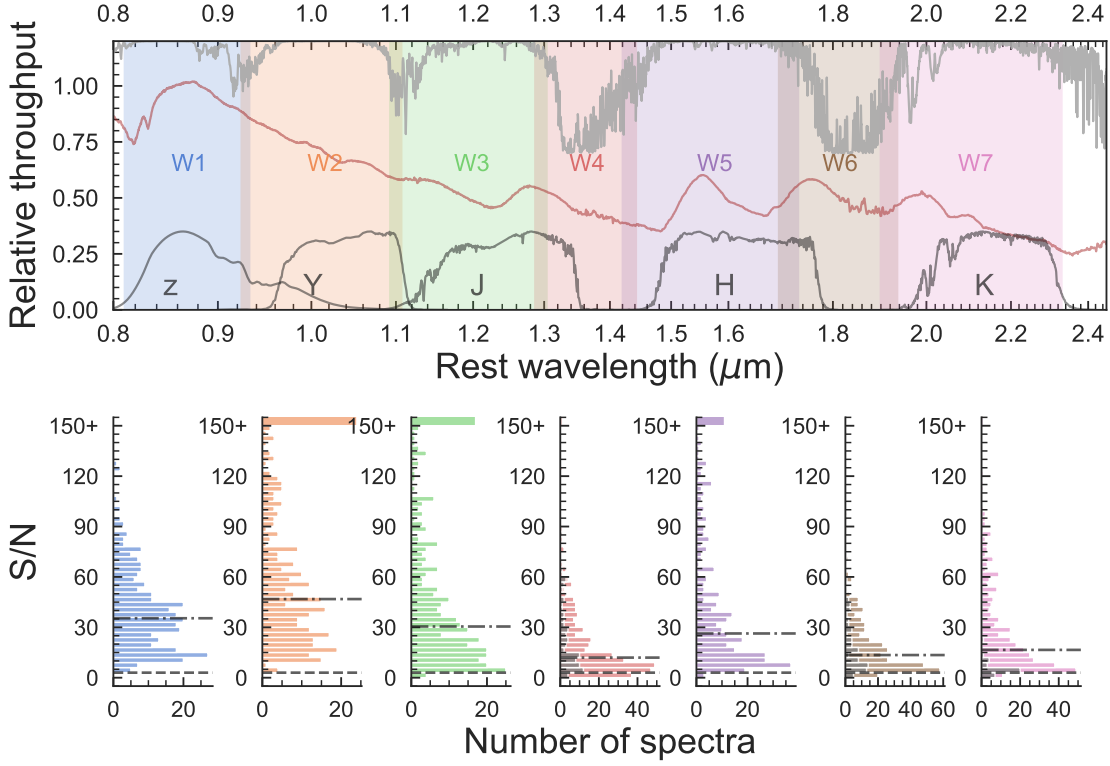 0.8 0.9 1.0 1.1 1.2 1.3 1.4 1.5 1.6 1.8 2.0 2.2 2.4
Relative throughput
1.00
0.75
0.50
0.25
0.00
W1 W2 W3 W4 W5 W6 W7
z Y J H K
0.8 0.9 1.0 1.1 1.2 1.3 1.4 1.5 1.6 1.8 2.0 2.2 2.4
Rest wavelength (μm)
S/N
150+ 150+ 150+ 150+ 150+ 150+ 150+
120 120 120 120 120 120 120
90 90 90 90 90 90 90
60 60 60 60 60 60 60
30 30 30 30 30 30 30
0 0 0 0 0 0 0
0 20 0 20 0 20 0 20 40 0 20 0 20 40 60 0 20 40
Number of spectra